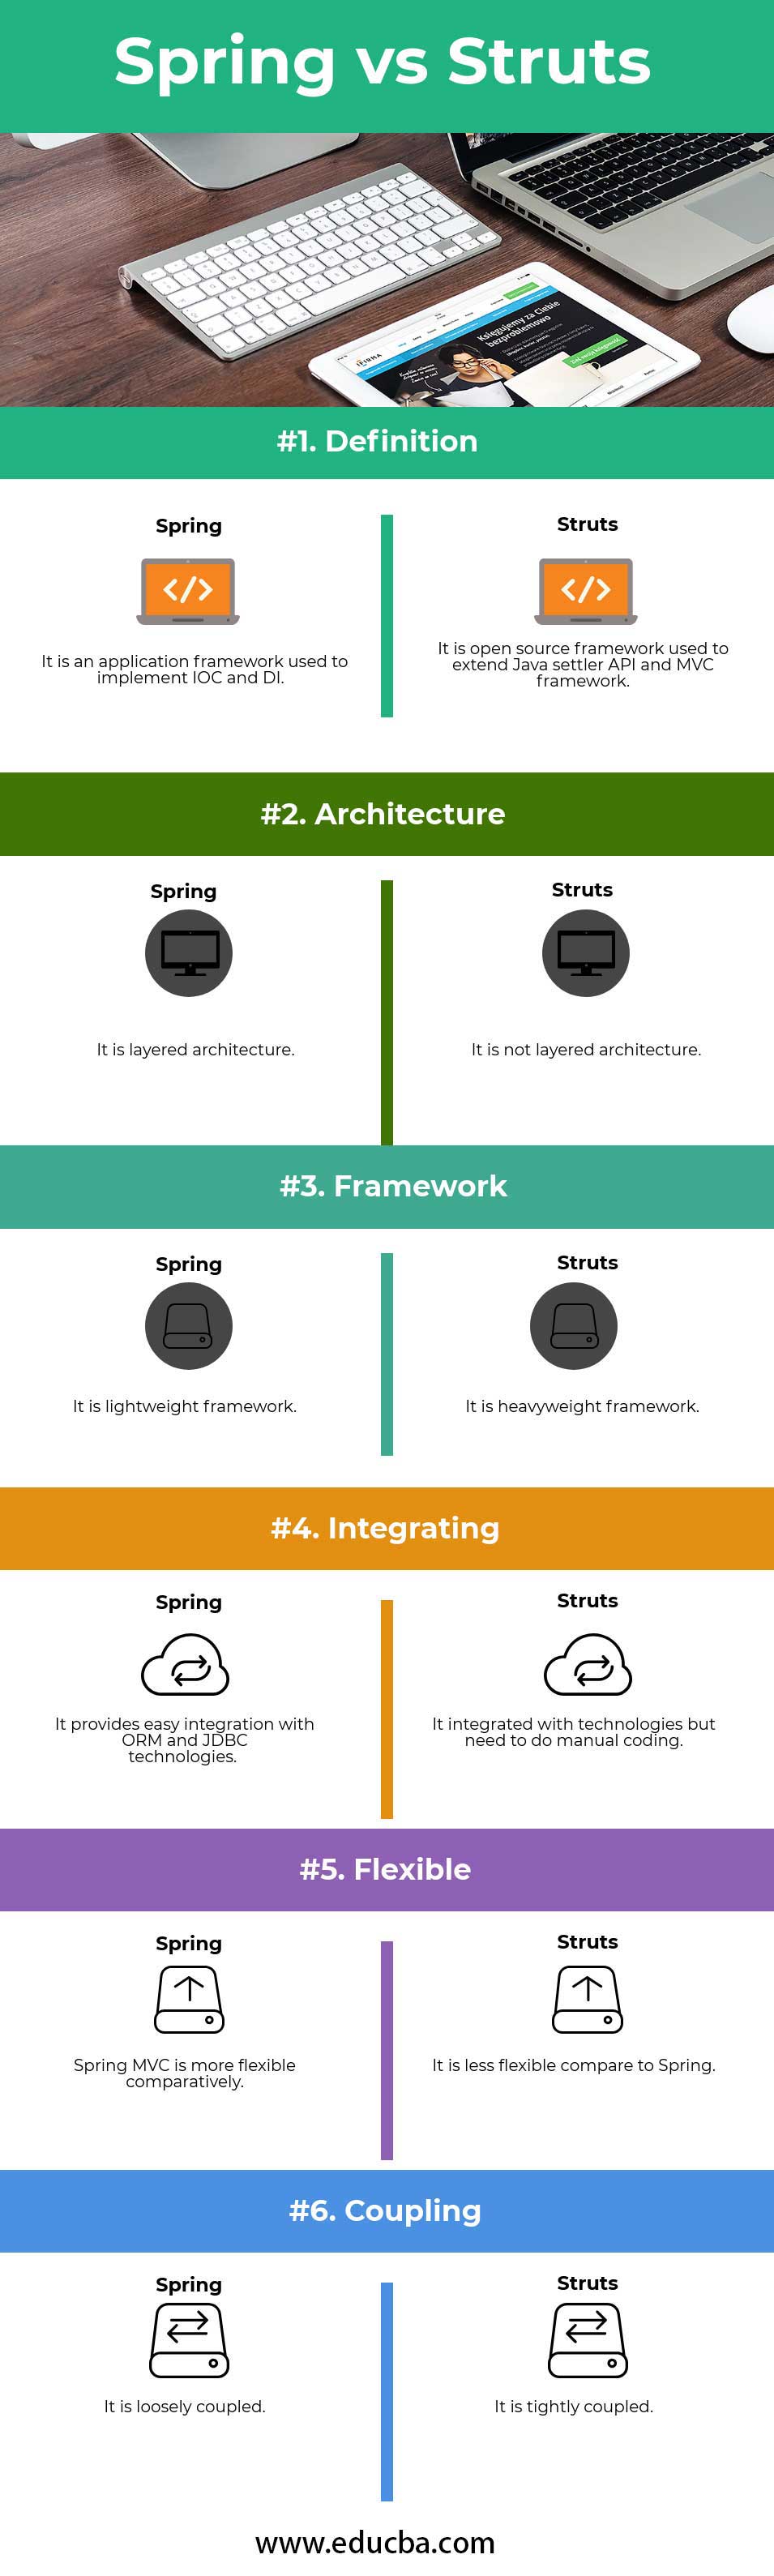 Spring vs Struts
IFIRMA
Księgujemy za Ciebie
bezproblemowo
#1. Definition
Spring
Struts
</>
</>
It is an application framework used to
implement IOC and DI.
It is open source framework used to
extend Java settler API and MVC
framework.
#2. Architecture
Spring
Struts
It is layered architecture.
It is not layered architecture.
#3. Framework
Spring
Struts
It is lightweight framework.
It is heavyweight framework.
#4. Integrating
Spring
Struts
It provides easy integration with
ORM and JDBC
technologies.
It integrated with technologies but
need to do manual coding.
#5. Flexible
Spring
Struts
Spring MVC is more flexible
comparatively.
It is less flexible compare to Spring.
#6. Coupling
Spring
Struts
It is loosely coupled.
It is tightly coupled.
www.educba.com